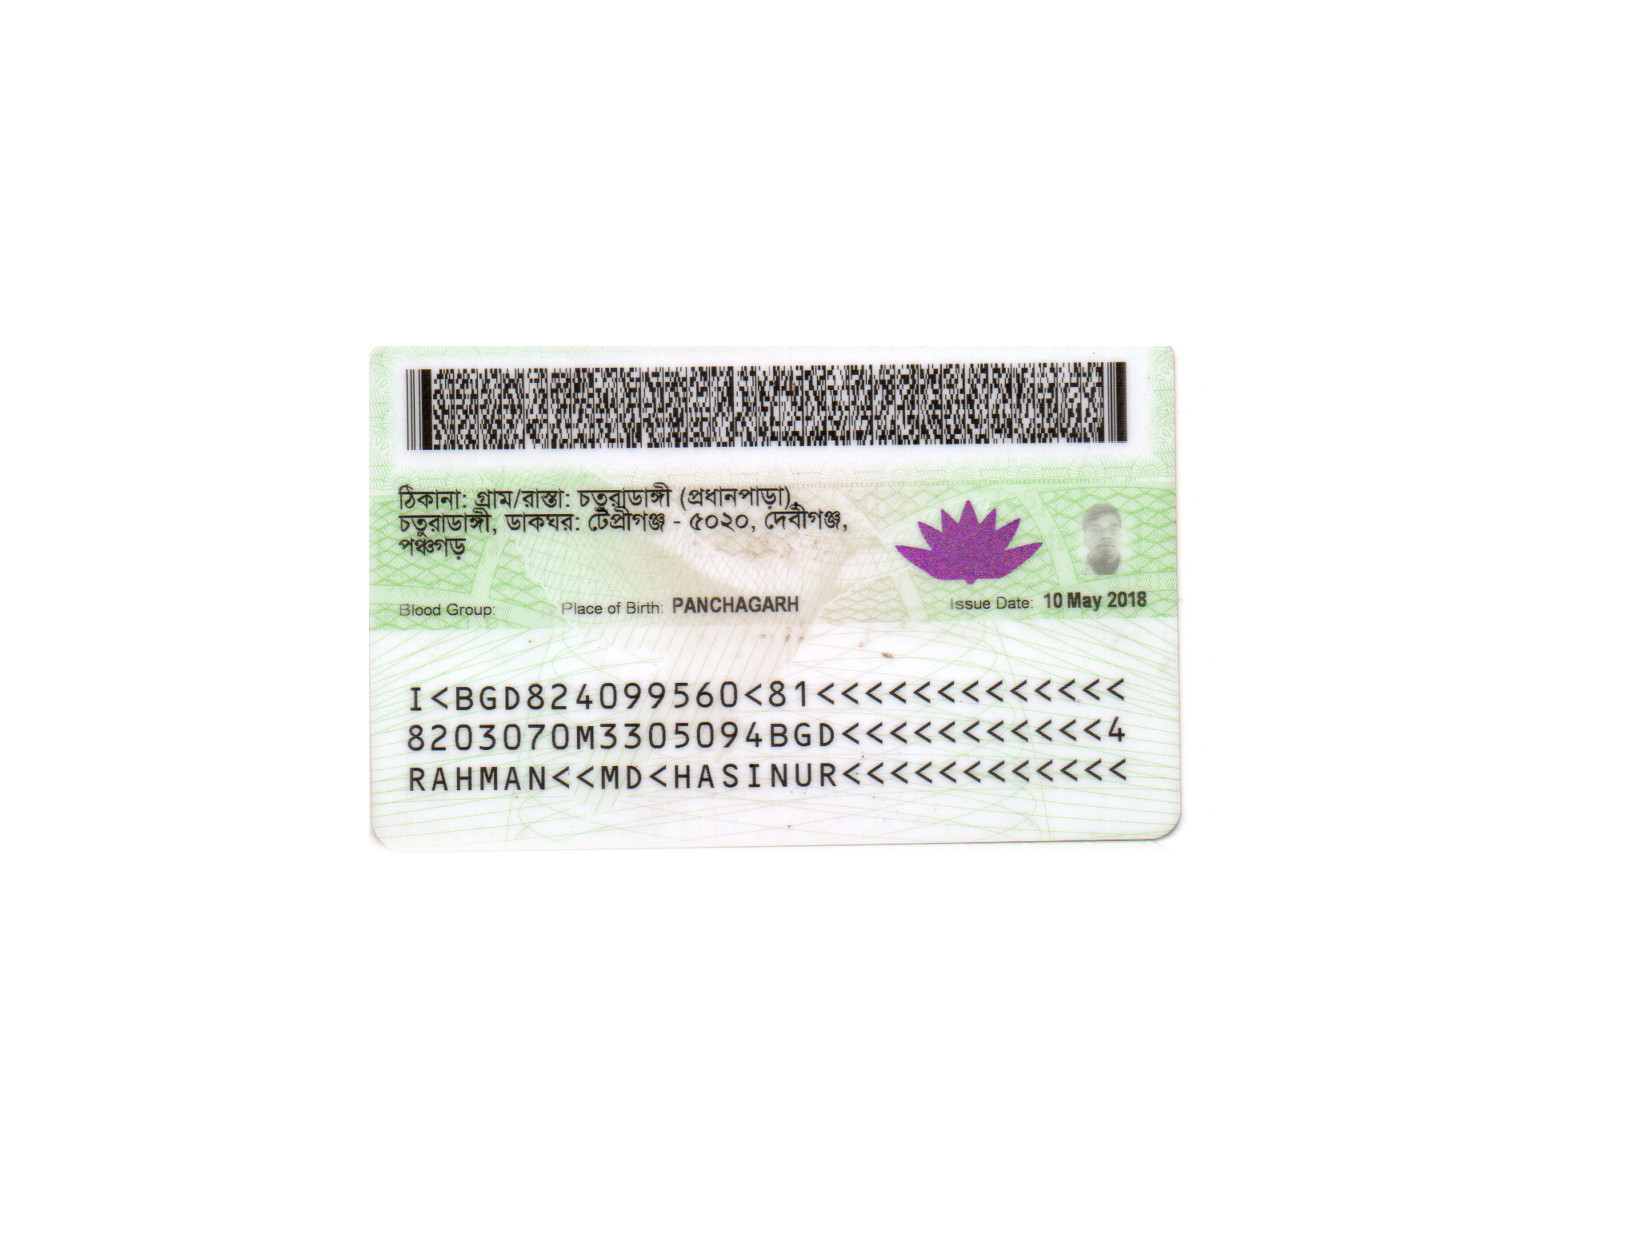 ঠিকানা: গ্রাম/রাস্তা: চতুরাডাঙ্গী (প্রধানপাড়া),
চতুরাডাঙ্গী, ডাকঘর: টেপ্রীগঞ্জ - ৫০২০, দেবীগঞ্জ,
পঞ্চগড়
Blood Group: Place of Birth: PANCHAGARH Issue Date: 10 May 2018
I<BGD824099560<81<<<<<<<<<<<<<
8203070M3305094BGD<<<<<<<<<<<4
RAHMAN<<MD<HASINUR<<<<<<<<<<<<